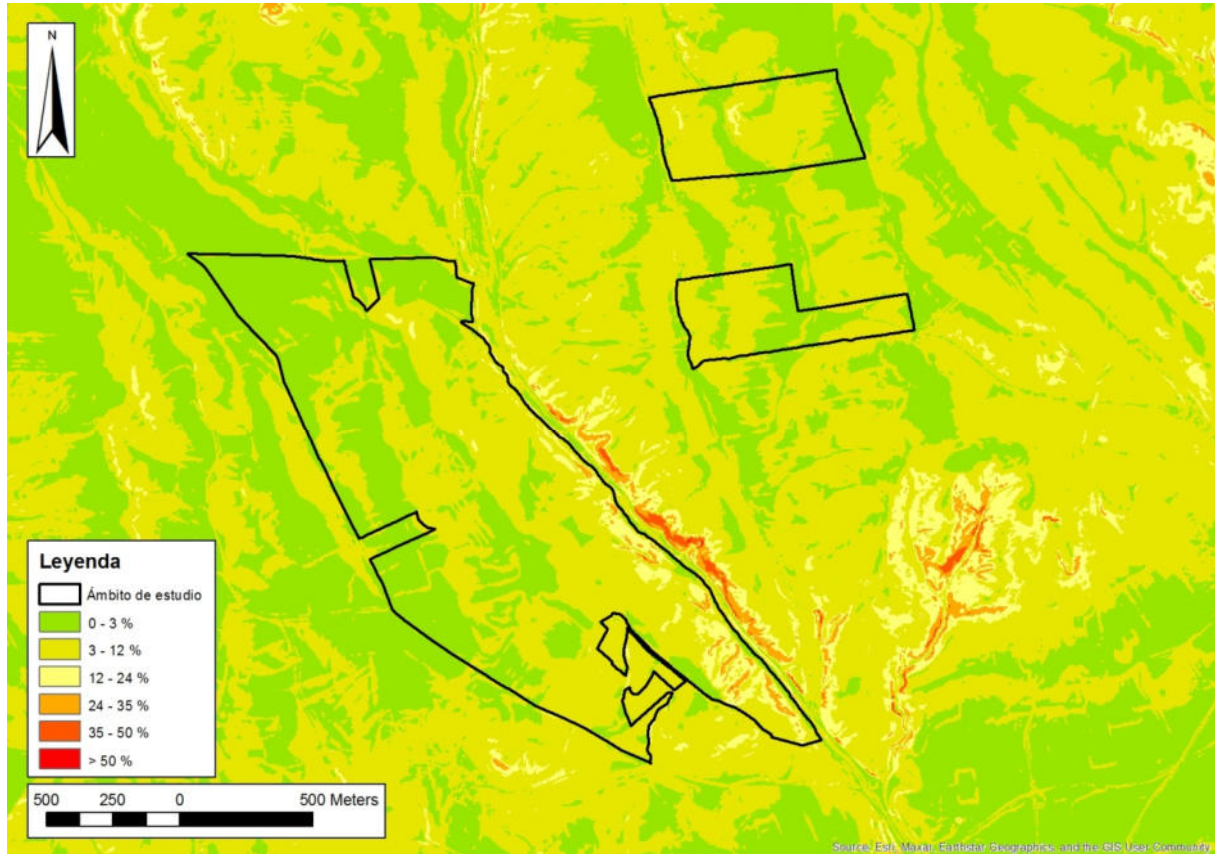 N
Leyenda
Ámbito de estudio
0 - 3 %
3 - 12 %
12 - 24 %
24 - 35 %
35 - 50 %
> 50 %
500 250 0 500 Meters
Source: Esri, Maxar, Earthstar Geographics, and the GIS User Community